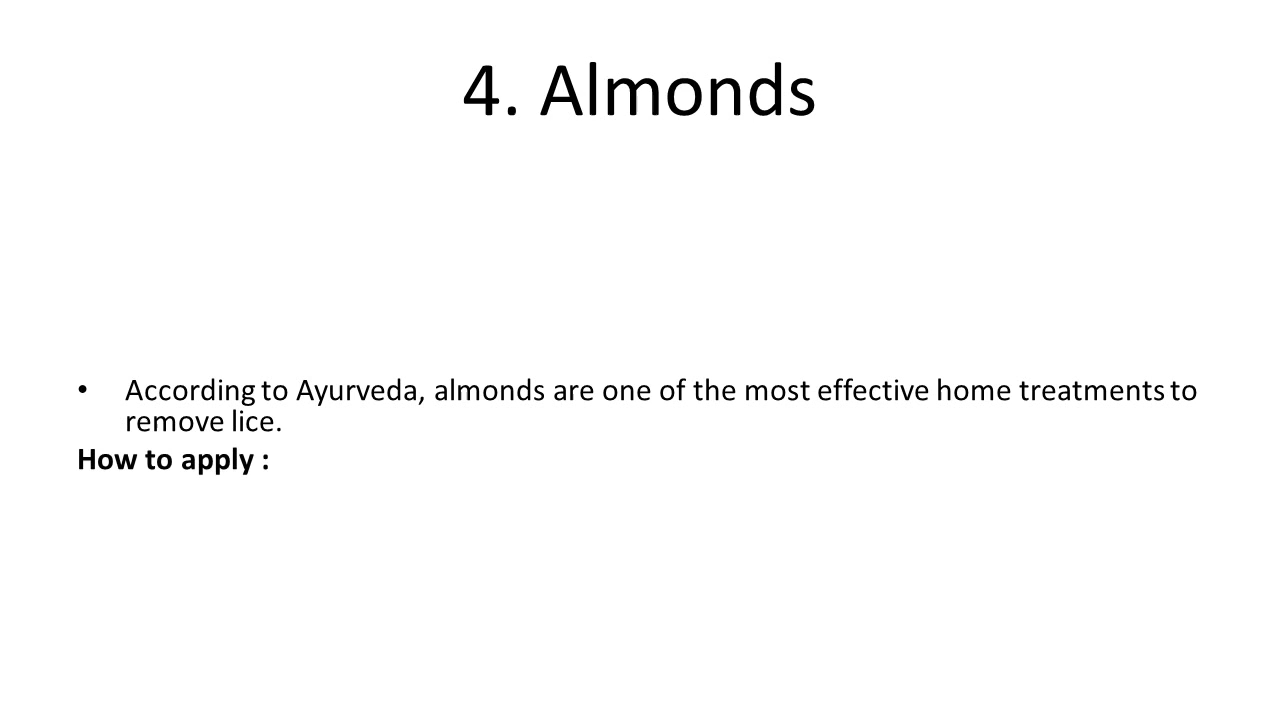 4. Almonds
• According to Ayurveda, almonds are one of the most effective home treatments to
remove lice.
How to apply :